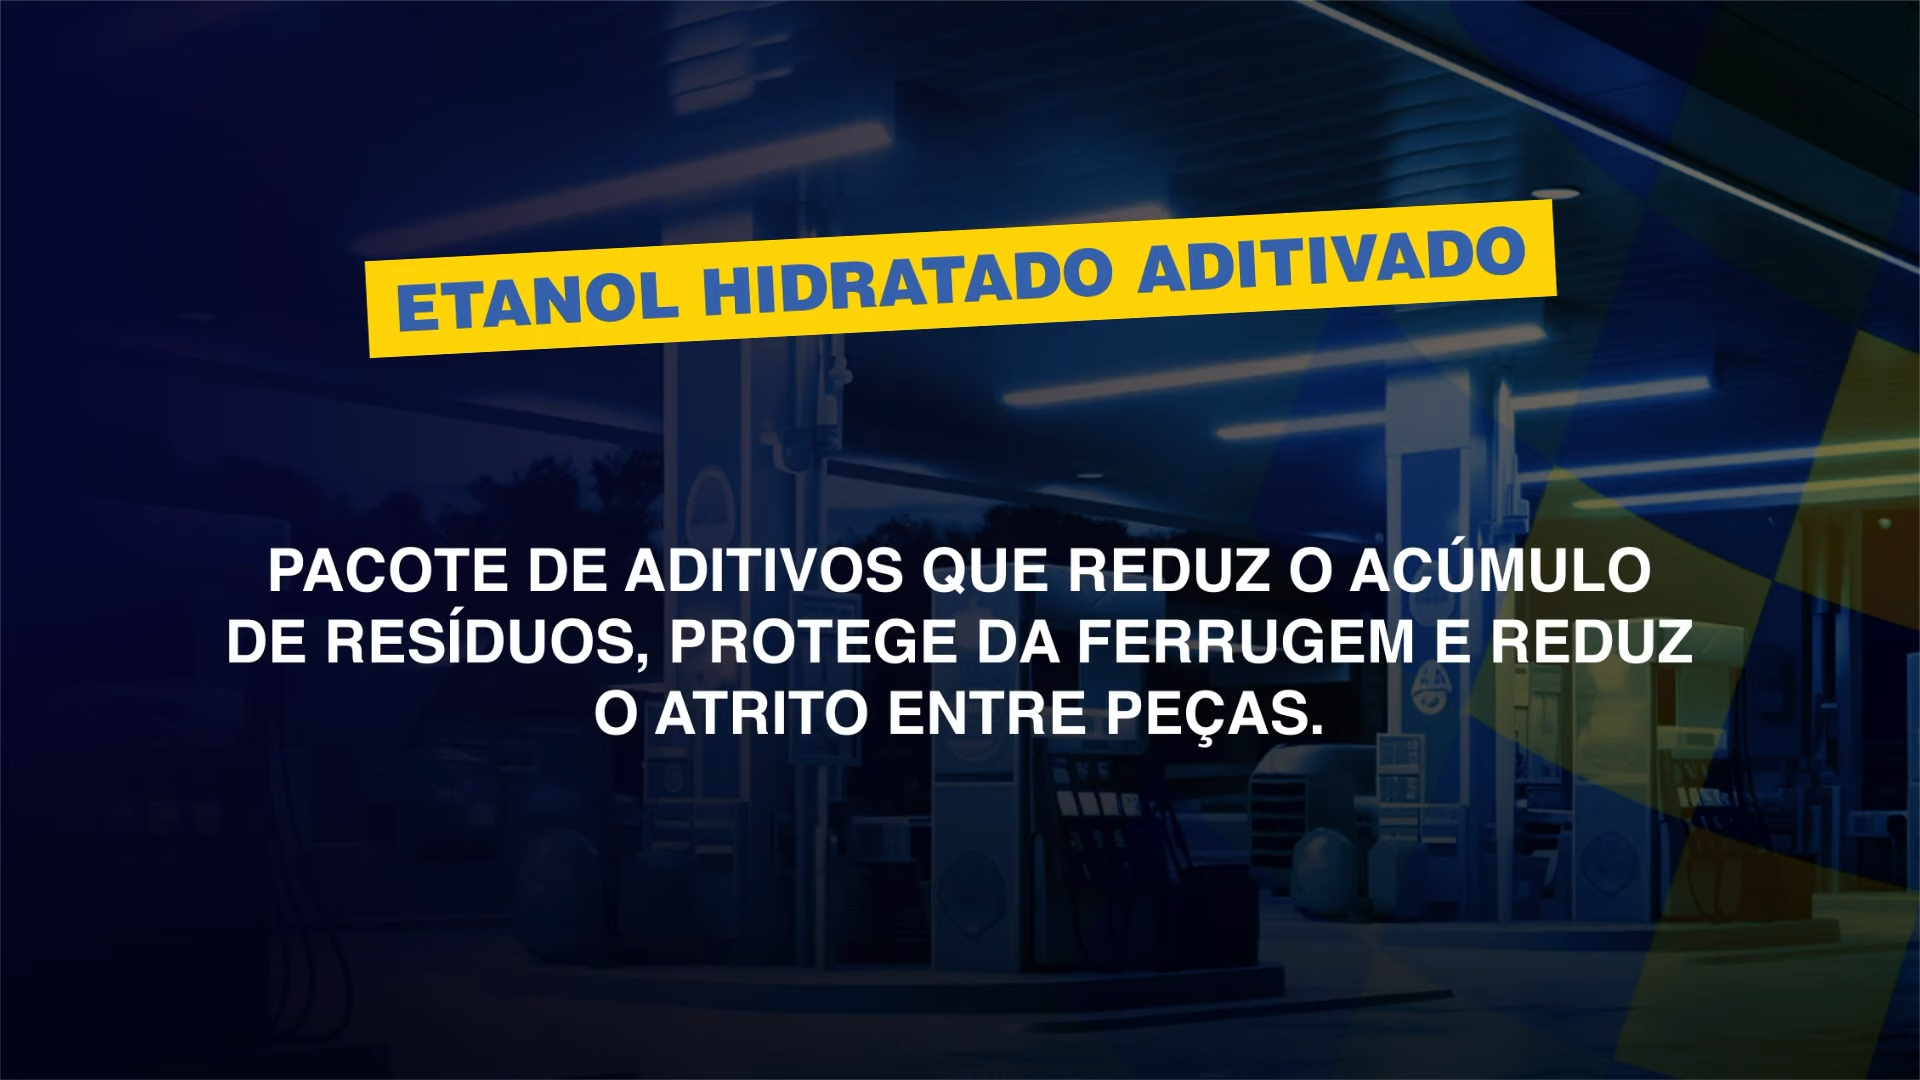 ETANOL HIDRATADO ADITIVADO
PACOTE DE ADITIVOS QUE REDUZ O ACÚMULO
DE RESÍDUOS, PROTEGE DA FERRUGEM E REDUZ
O ATRITO ENTRE PEÇAS.